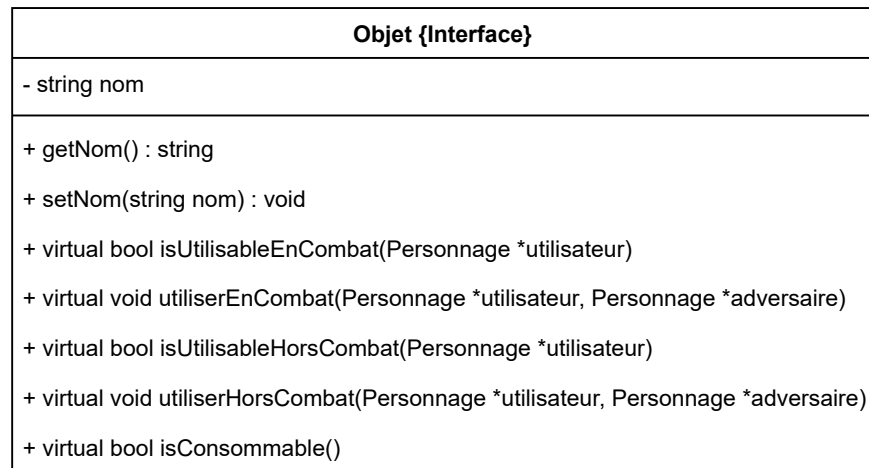 Objet {Interface}
- string nom
+ getNom() : string
+ setNom(string nom) : void
+ virtual bool isUtilisableEnCombat(Personnage *utilisateur)
+ virtual void utiliserEnCombat(Personnage *utilisateur, Personnage *adversaire)
+ virtual bool isUtilisableHorsCombat(Personnage *utilisateur)
+ virtual void utiliserHorsCombat(Personnage *utilisateur, Personnage *adversaire)
+ virtual bool isConsommable()